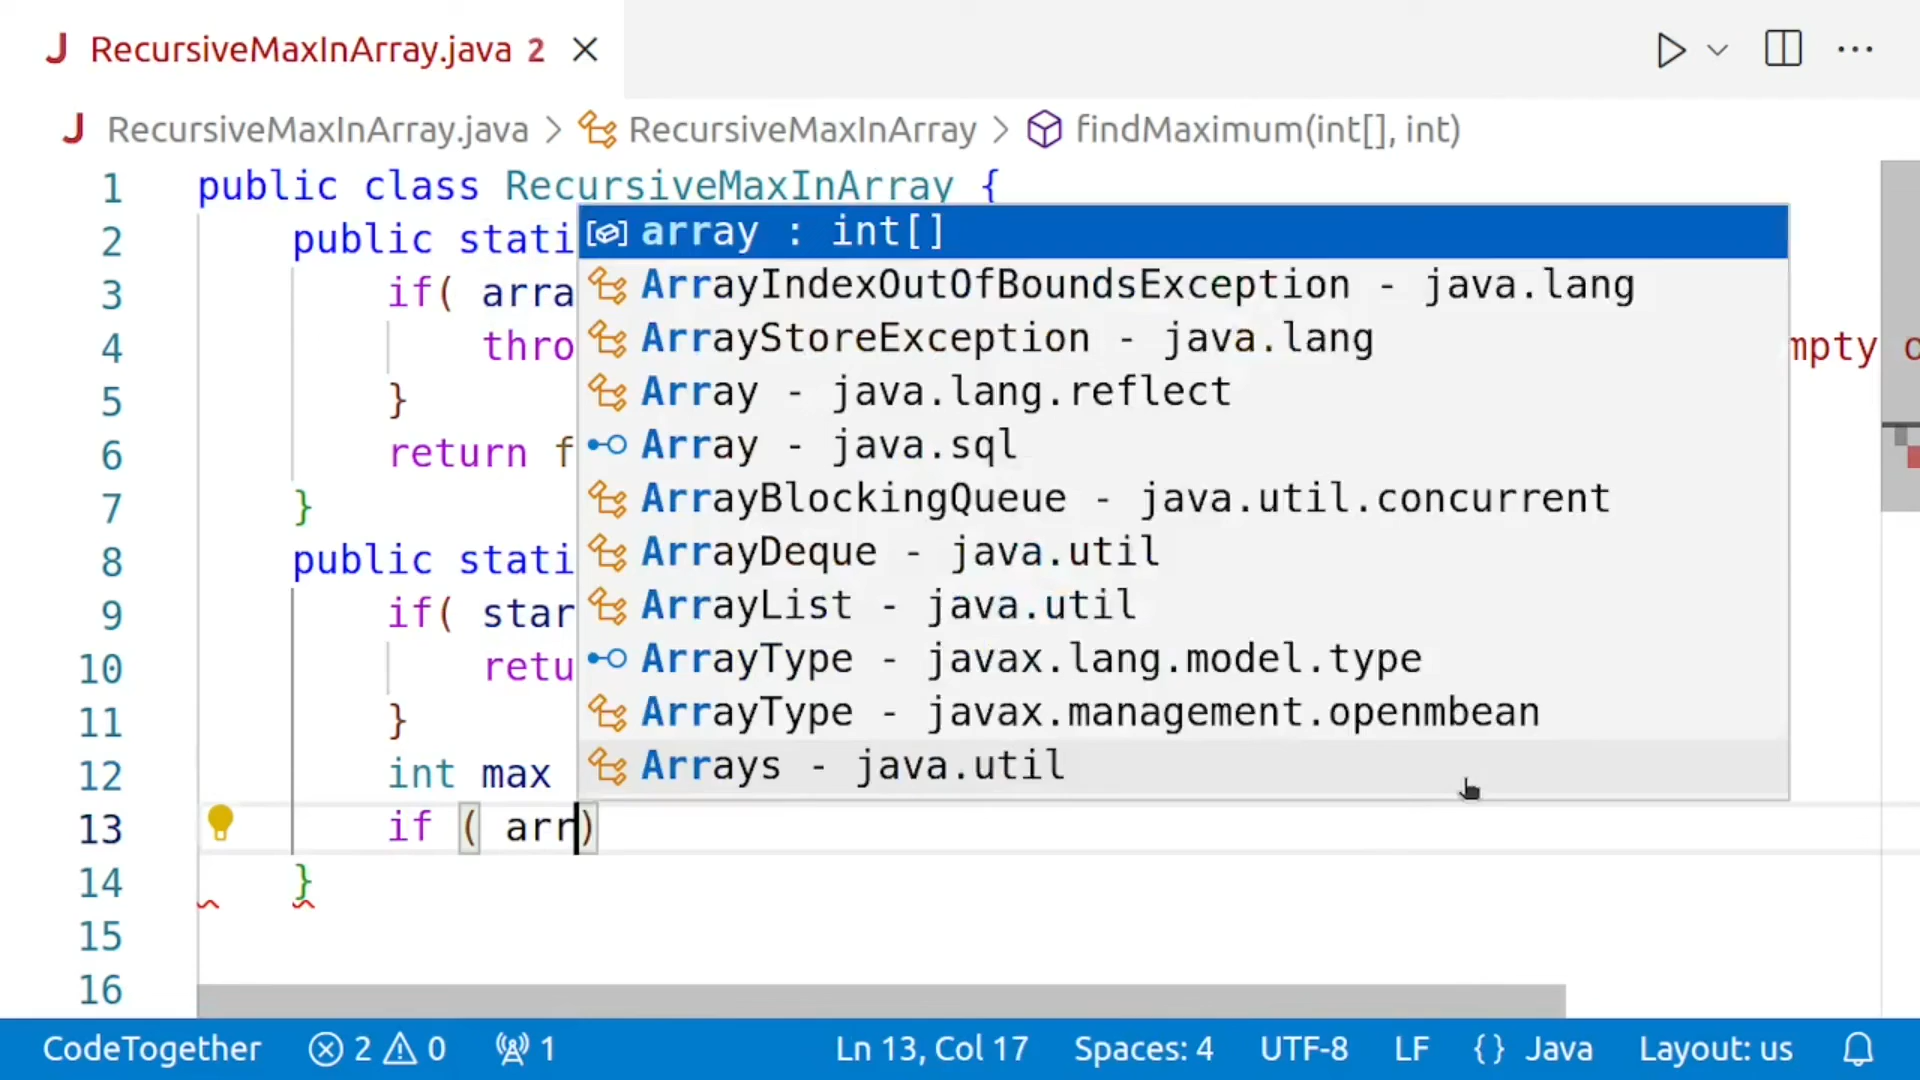 RecursiveMaxInArray.java 2
RecursiveMaxInArray.java > RecursiveMaxInArray > findMaximum(int[], int)
1 public class RecursiveMaxInArray {
2 public stati
3 if( arra
4 thro
5 }
6 return f
7 }
8 public stati
9 if( star
10 retu
11 }
12 int max
13 if ( arr)
14 }
15
16
array : int[]
ArrayIndexOutOfBoundsException - java.lang
ArrayStoreException - java.lang
Array - java.lang.reflect
Array - java.sql
ArrayBlockingQueue - java.util.concurrent
ArrayDeque - java.util
ArrayList - java.util
ArrayType - javax.lang.model.type
ArrayType - javax.management.openmbean
Arrays - java.util
mpty o
CodeTogether 2 0 1 Ln 13, Col 17 Spaces: 4 UTF-8 LF {} Java Layout: us